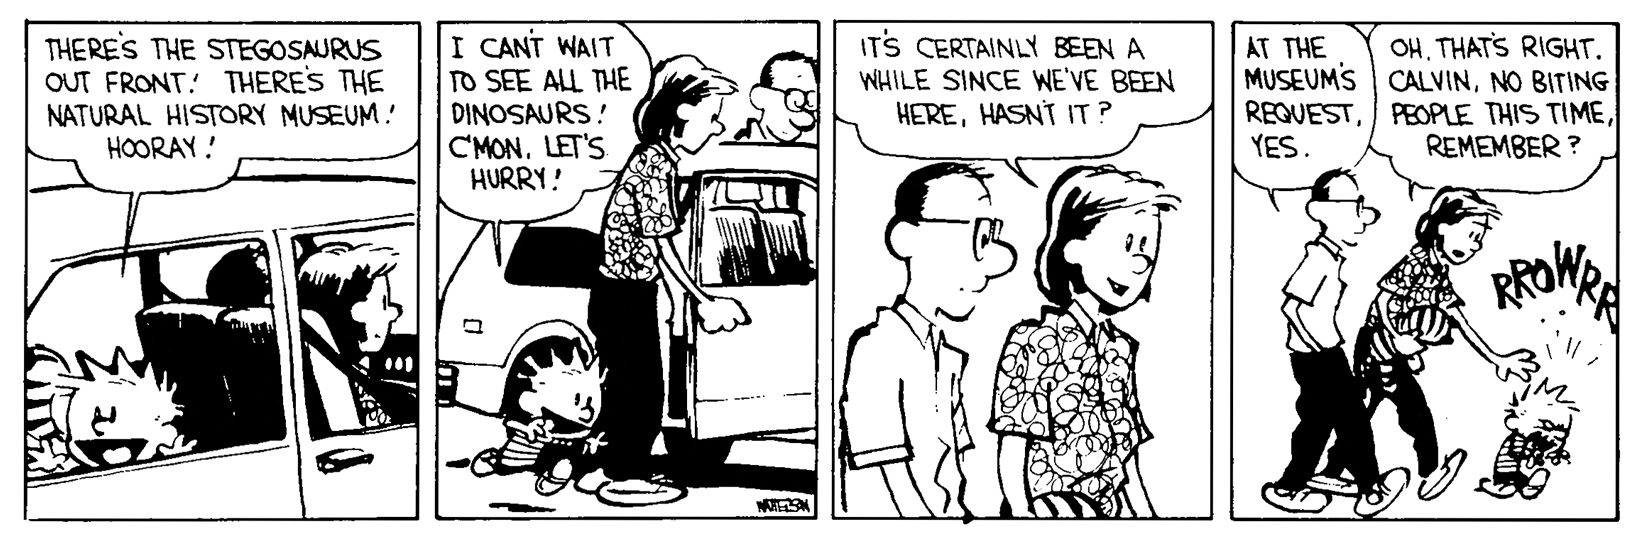 THERE'S THE STEGOSAURUS
OUT FRONT! THERE'S THE
NATURAL HISTORY MUSEUM!
HOORAY!
I CAN'T WAIT
TO SEE ALL THE
DINOSAURS!
C'MON, LET'S
HURRY!
WATTERSON
IT'S CERTAINLY BEEN A
WHILE SINCE WE'VE BEEN
HERE, HASN'T IT?
AT THE
MUSEUM'S
REQUEST,
YES.
OH, THAT'S RIGHT.
CALVIN, NO BITING
PEOPLE THIS TIME,
REMEMBER?
RROWRR